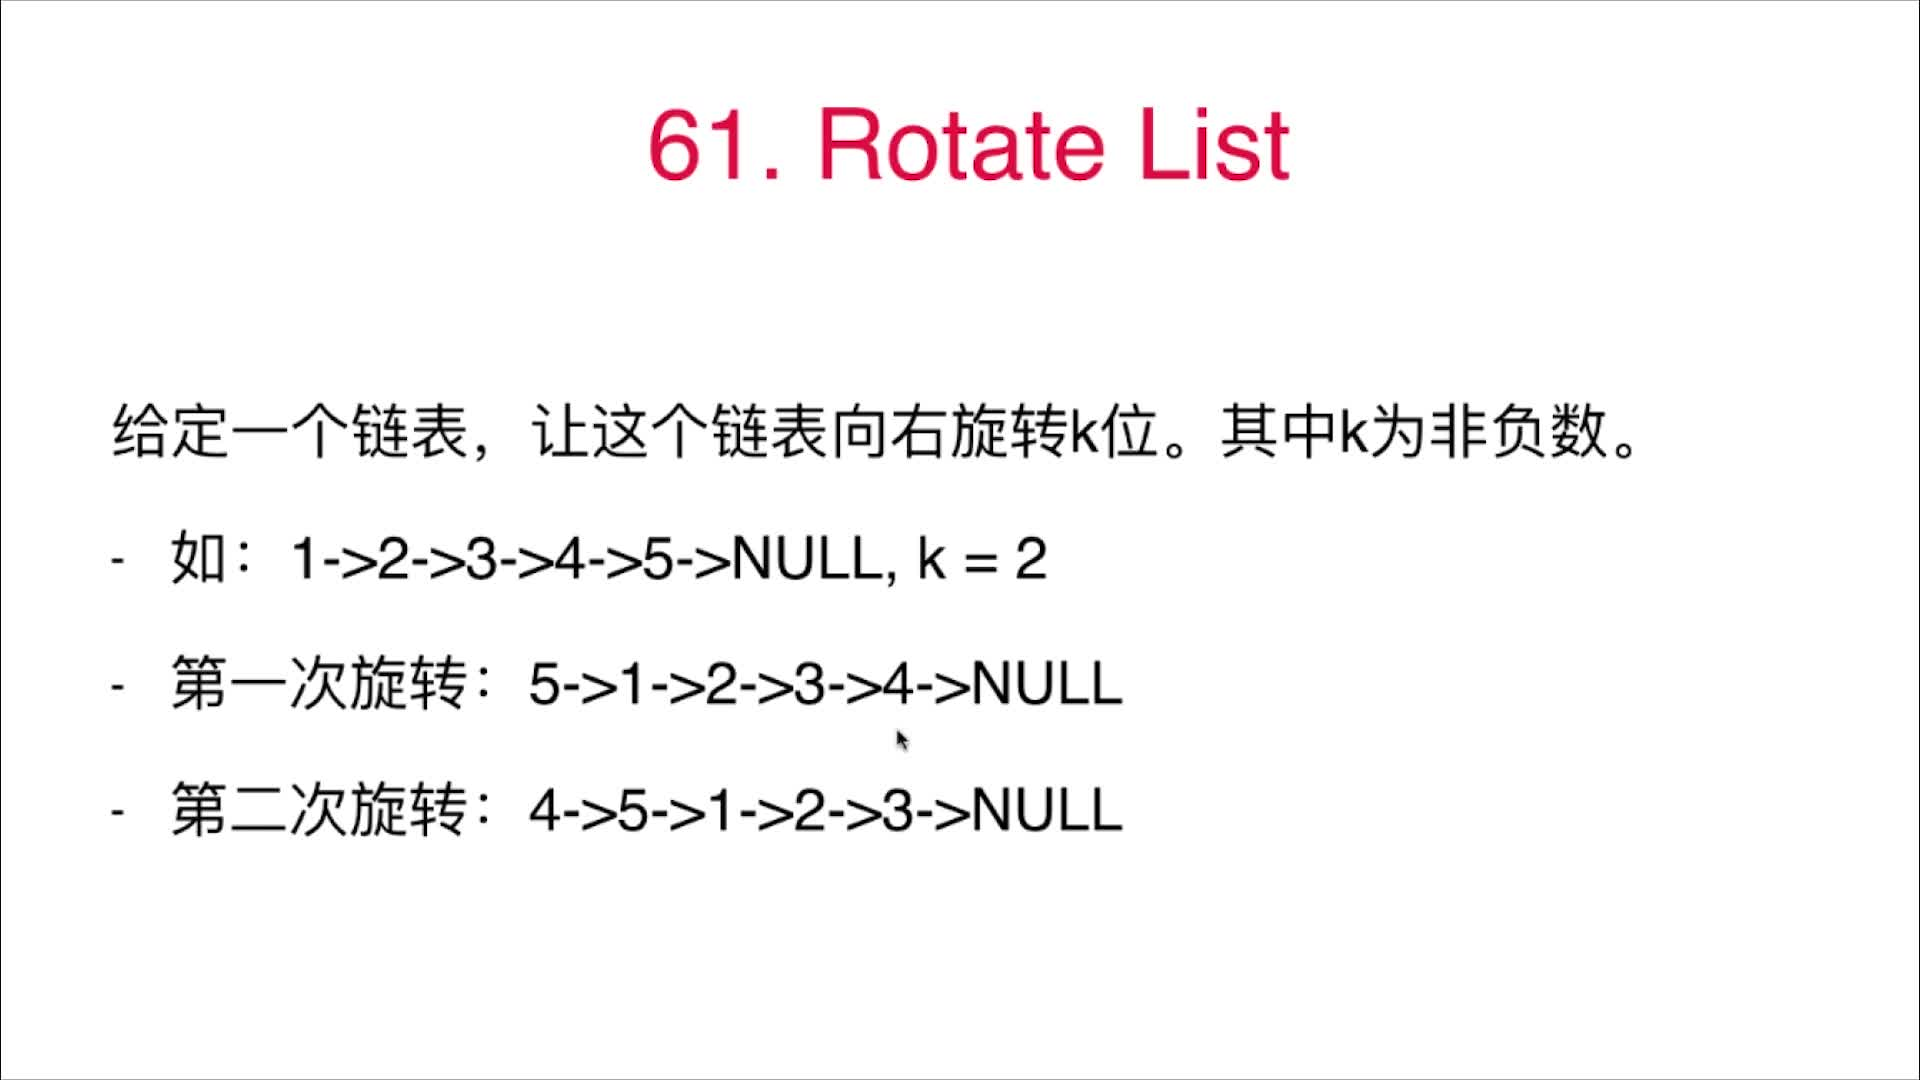 61. Rotate List
给定一个链表，让这个链表向右旋转k位。其中k为非负数。
- 如：1->2->3->4->5->NULL, k = 2
- 第一次旋转：5->1->2->3->4->NULL
- 第二次旋转：4->5->1->2->3->NULL